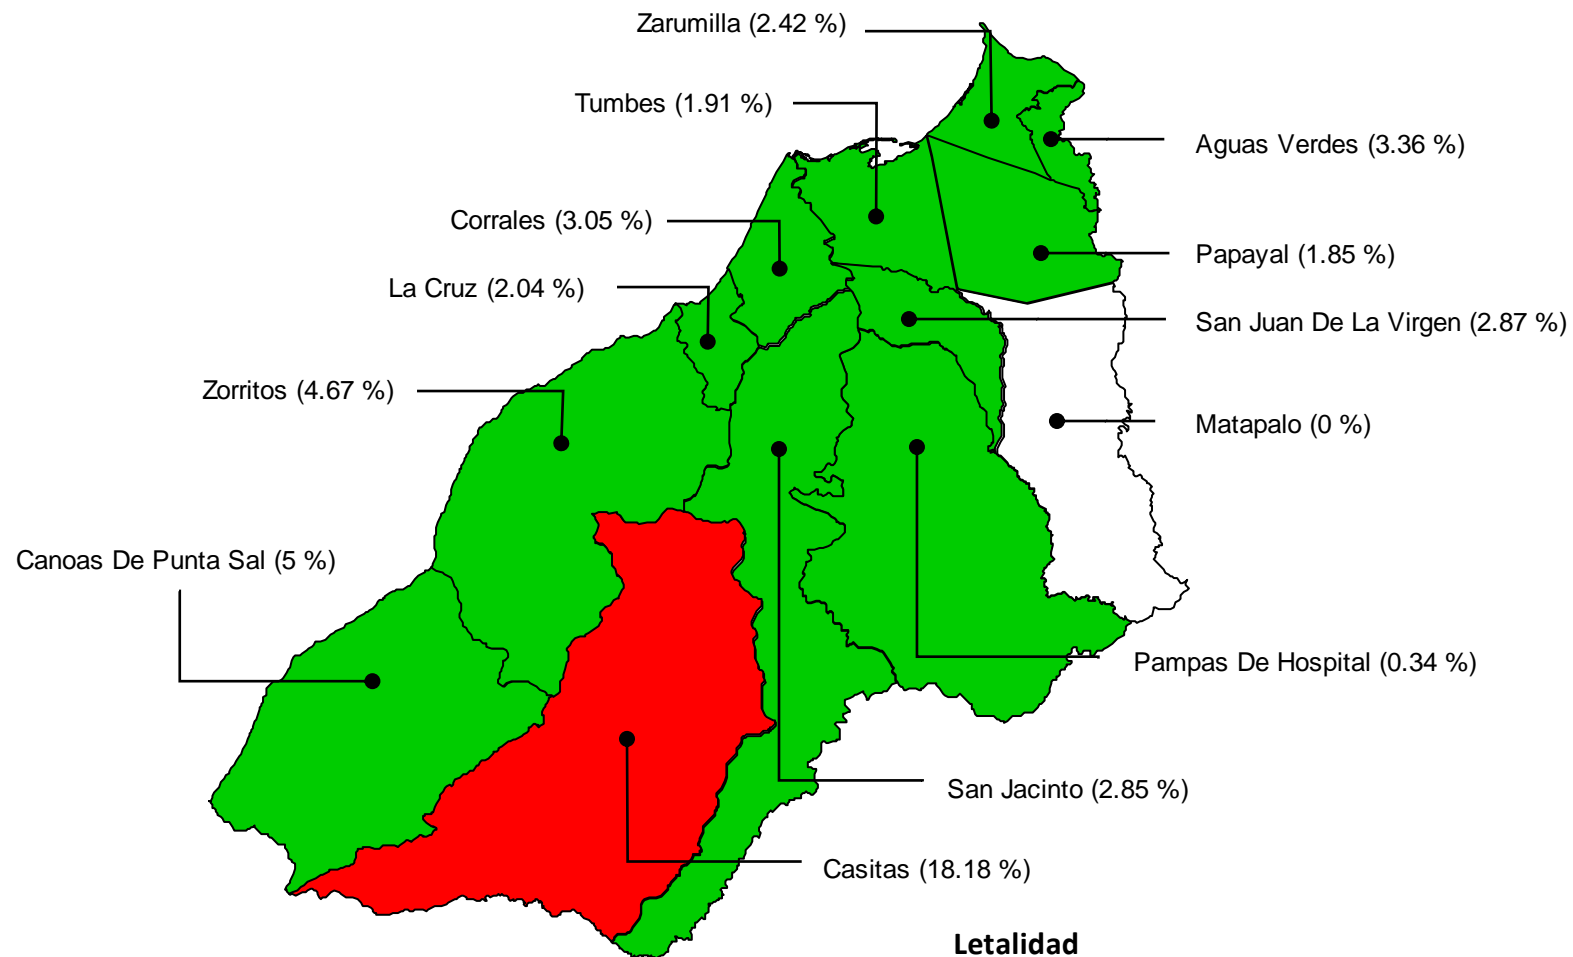 Zarumilla (2.42 %)
Tumbes (1.91 %)
Aguas Verdes (3.36 %)
Corrales (3.05 %)
Papayal (1.85 %)
La Cruz (2.04 %)
San Juan De La Virgen (2.87 %)
Zorritos (4.67 %)
Matapalo (0 %)
Canoas De Punta Sal (5 %)
Pampas De Hospital (0.34 %)
San Jacinto (2.85 %)
Casitas (18.18 %)
Letalidad